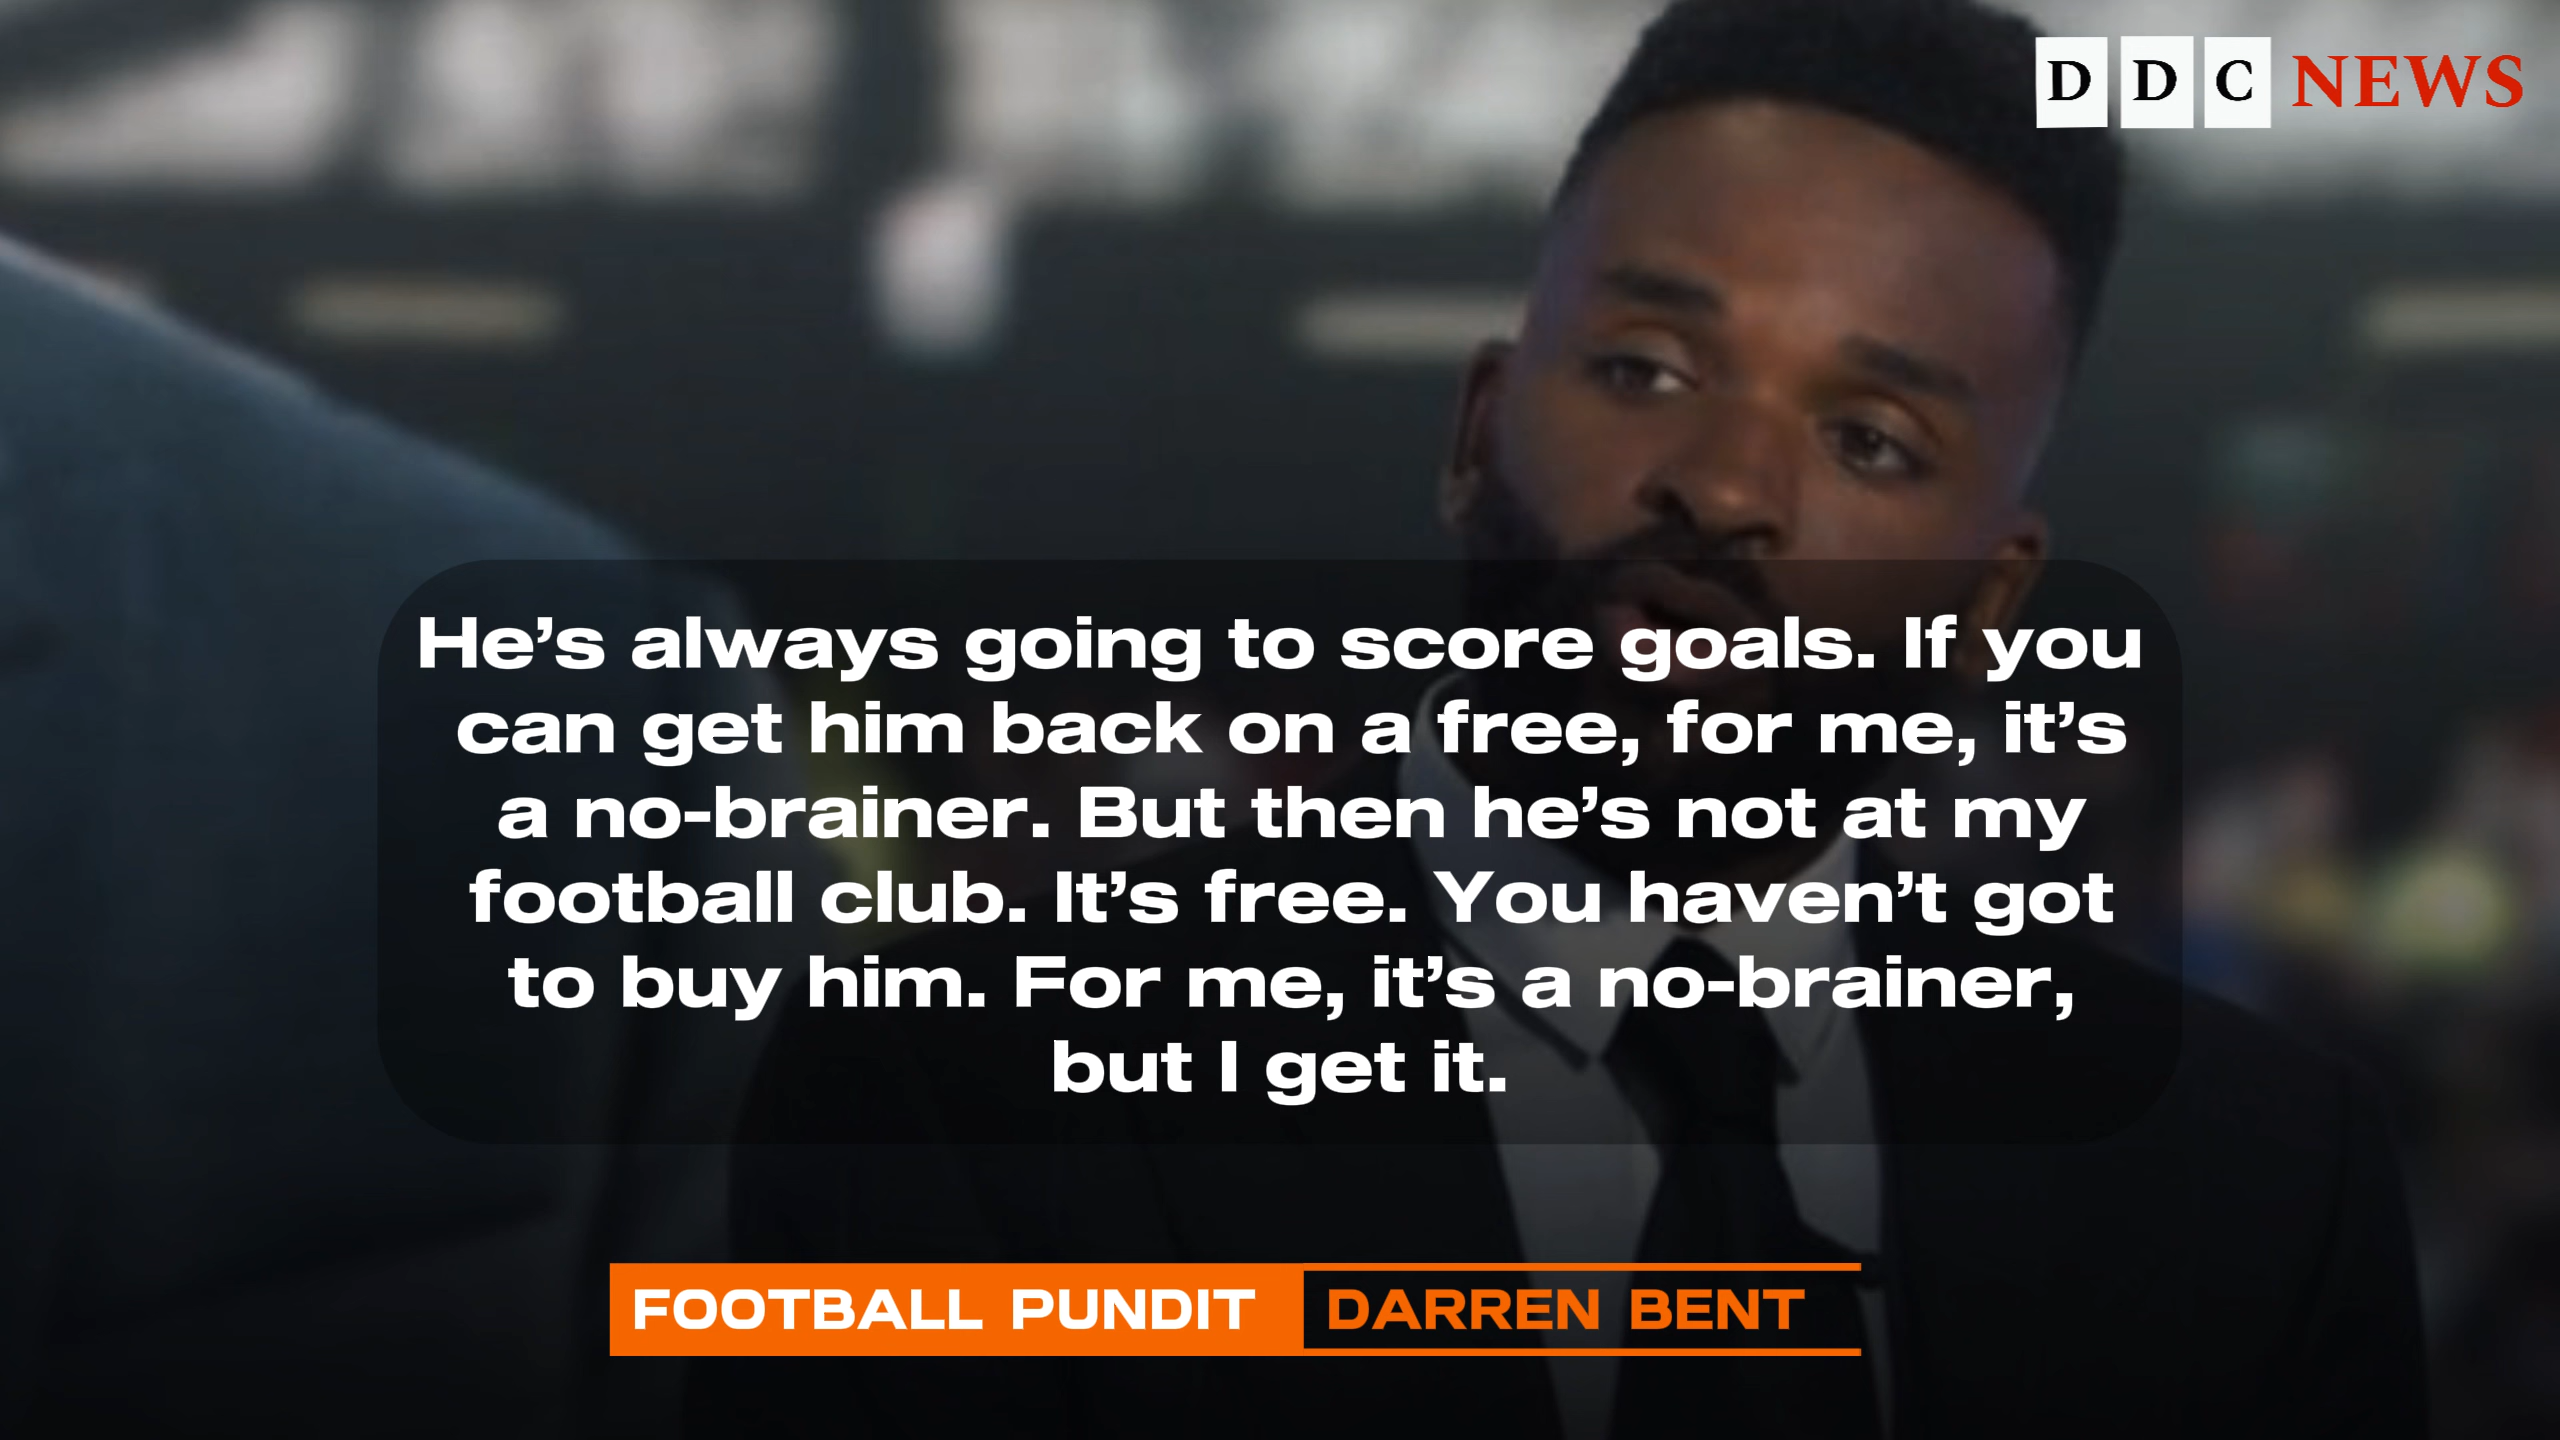 DDC NEWS
He’s always going to score goals. If you
can get him back on a free, for me, it’s
a no-brainer. But then he’s not at my
football club. It’s free. You haven’t got
to buy him. For me, it’s a no-brainer,
but I get it.
FOOTBALL PUNDIT DARREN BENT